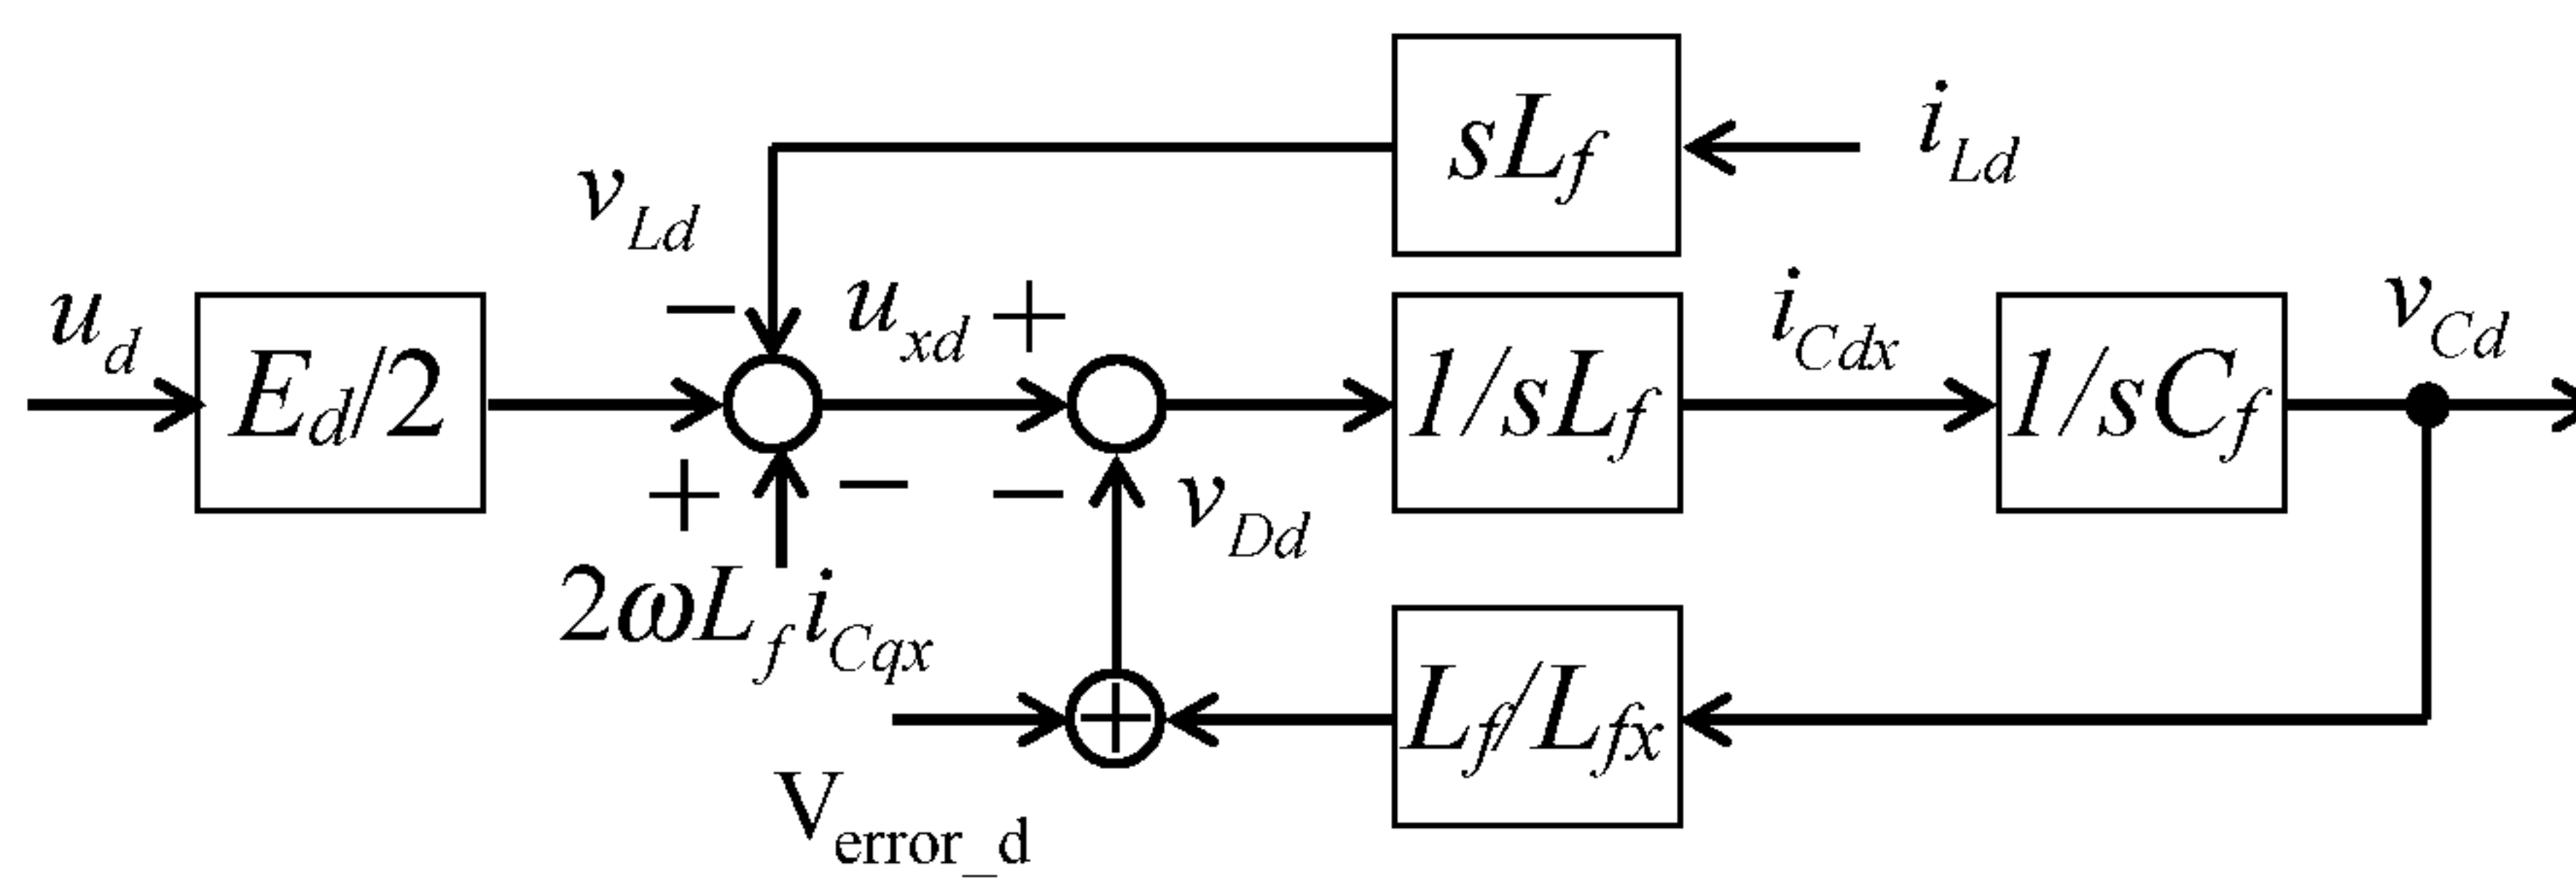 sL_f
i_Ld
v_Ld
u_d
E_d/2
−
u_xd
+
1/sL_f
i_Cdx
1/sC_f
v_Cd
+
−
−
v_Dd
2ωL_f i_Cqx
+
L_f/L_fx
V_error_d